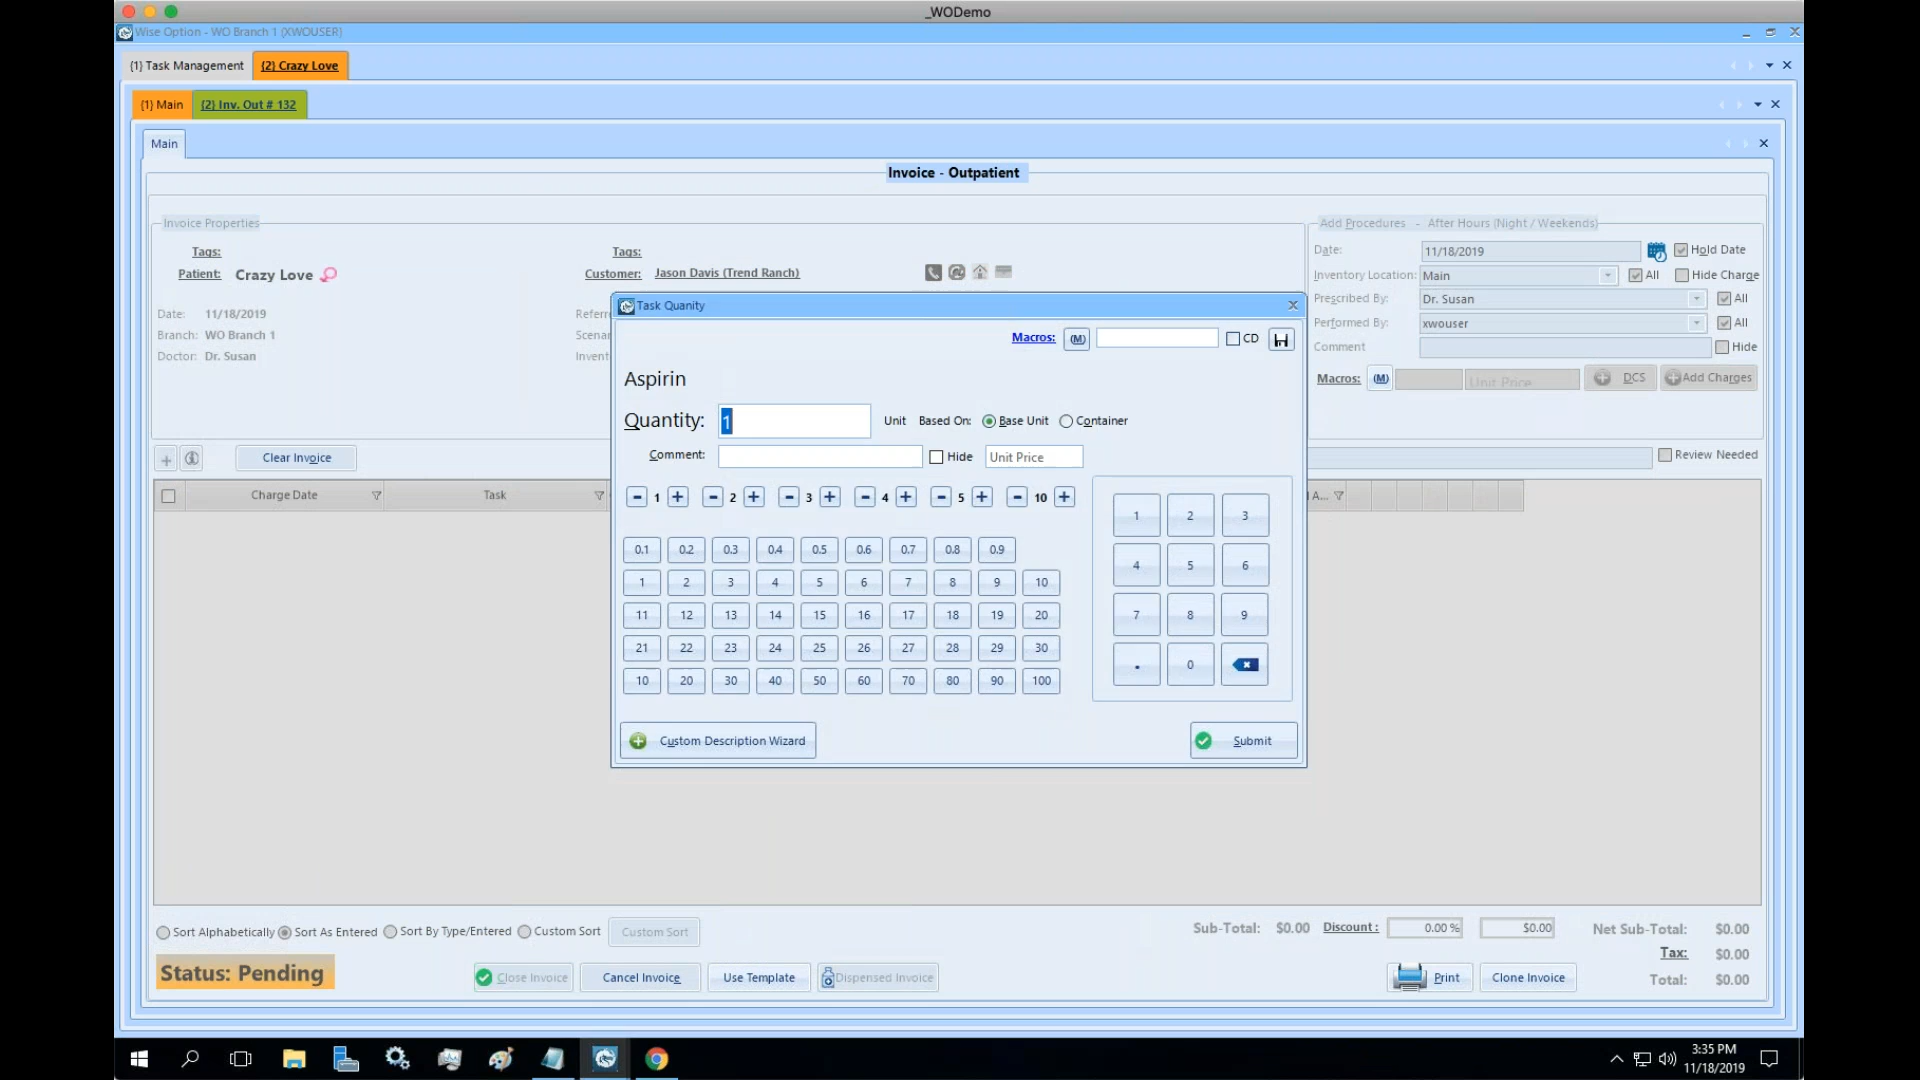 _WODemo
Wise Option - WO Branch 1 (XWOUSER)
{1} Task Management {2} Crazy Love
{1} Main {2} Inv. Out # 132
Main
Invoice - Outpatient
Invoice Properties
Add Procedures - After Hours (Night / Weekends)
Tags: Tags:
Date: 11/18/2019 Hold Date
Patient: Crazy Love Customer: Jason Davis (Trend Ranch)
Inventory Location: Main All Hide Charge
Prescribed By: Dr. Susan All
Date: 11/18/2019 Referr
Performed By: xwouser All
Branch: WO Branch 1 Scenar
Comment Hide
Doctor: Dr. Susan Invent
Macros: (M) Unit Price DCS Add Charges
Task Quanity
Macros: (M) CD
Aspirin
Quantity: 1 Unit Based On: Base Unit Container
Comment: Hide Unit Price
Clear Invoice Review Needed
- 1 + - 2 + - 3 + - 4 + - 5 + - 10 +
Charge Date Task A...
0.1 0.2 0.3 0.4 0.5 0.6 0.7 0.8 0.9
1 2 3 4 5 6 7 8 9 10
11 12 13 14 15 16 17 18 19 20
21 22 23 24 25 26 27 28 29 30
10 20 30 40 50 60 70 80 90 100
1 2 3
4 5 6
7 8 9
. 0
Custom Description Wizard Submit
Sort Alphabetically Sort As Entered Sort By Type/Entered Custom Sort Custom Sort
Sub-Total: $0.00 Discount: 0.00 % $0.00 Net Sub-Total: $0.00
Tax: $0.00
Status: Pending Close Invoice Cancel Invoice Use Template Dispensed Invoice Print Clone Invoice Total: $0.00
3:35 PM
11/18/2019